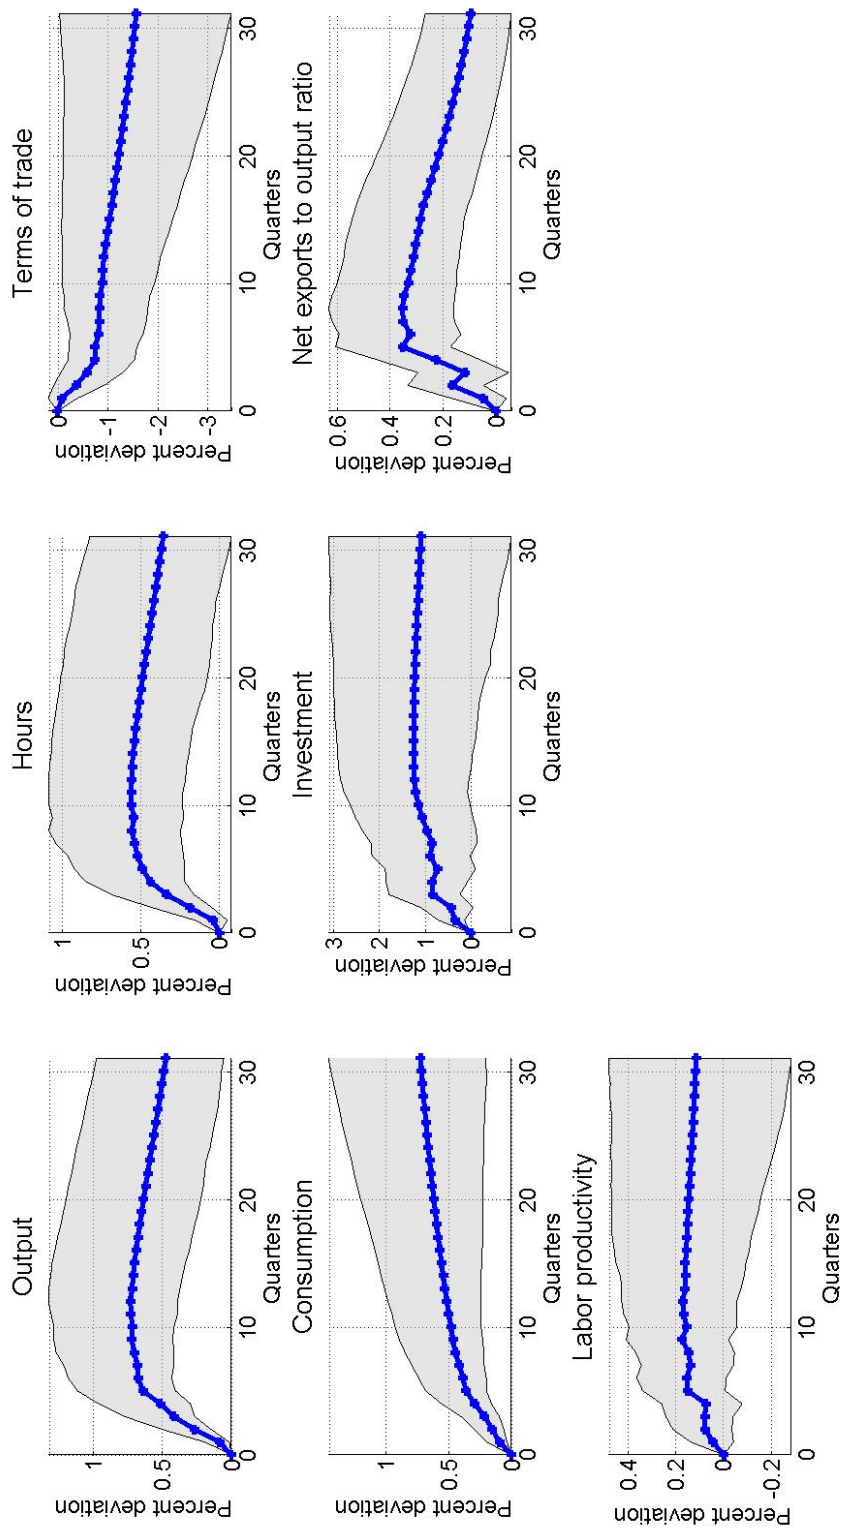 Output
Percent deviation
1
0.5
0
0 10 20 30
Quarters
Hours
Percent deviation
1
0.5
0
0 10 20 30
Quarters
Terms of trade
Percent deviation
0
-1
-2
-3
0 10 20 30
Quarters
Consumption
Percent deviation
1
0.5
0
0 10 20 30
Quarters
Investment
Percent deviation
3
2
1
0
0 10 20 30
Quarters
Net exports to output ratio
Percent deviation
0.6
0.4
0.2
0
0 10 20 30
Quarters
Labor productivity
Percent deviation
0.4
0.2
0
-0.2
0 10 20 30
Quarters